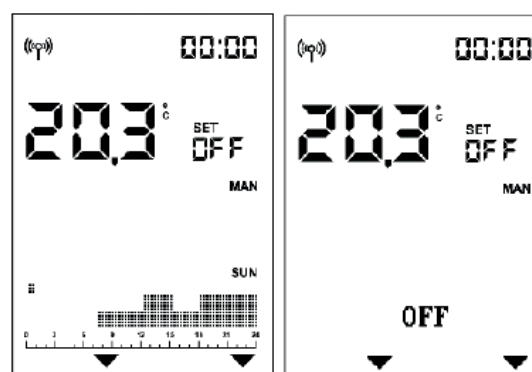 00:00
20.3 °C
SET
OFF
MAN
SUN
0 3 6 9 12 15 18 21 24
00:00
20.3 °C
SET
OFF
MAN
OFF